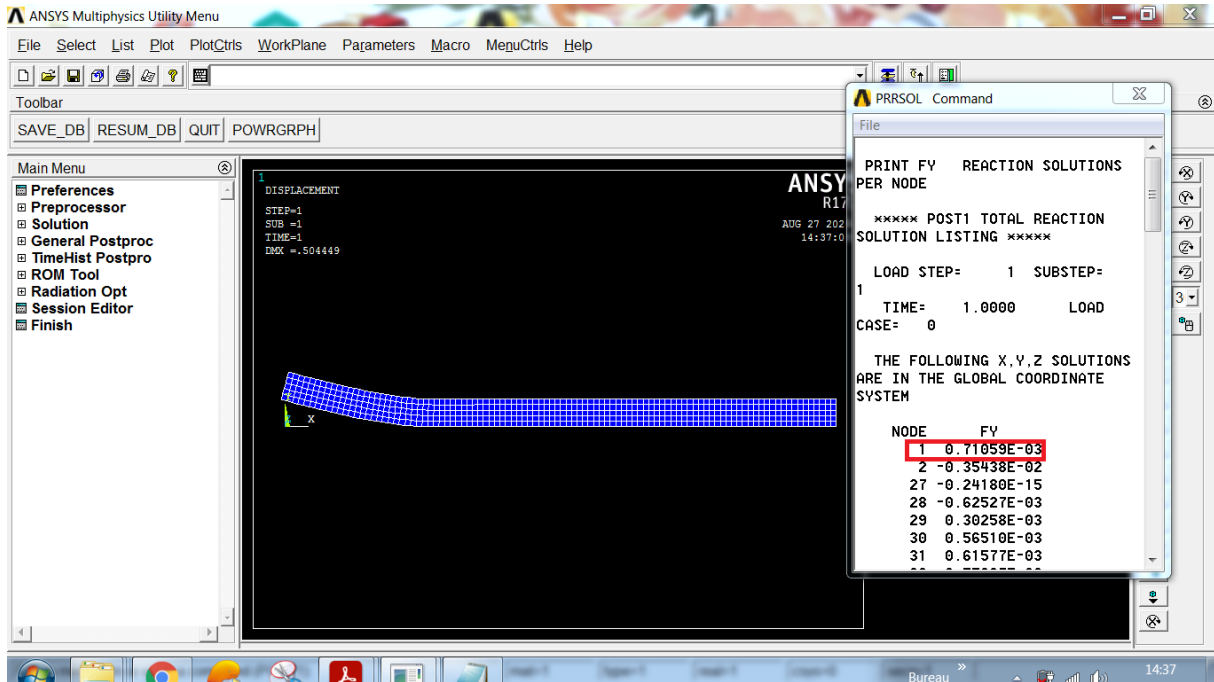 ANSYS Multiphysics Utility Menu
File Select List Plot PlotCtrls WorkPlane Parameters Macro MenuCtrls Help
Toolbar
SAVE_DB RESUM_DB QUIT POWRGRPH
Main Menu
Preferences
Preprocessor
Solution
General Postproc
TimeHist Postpro
ROM Tool
Radiation Opt
Session Editor
Finish
1
DISPLACEMENT
STEP=1
SUB =1
TIME=1
DMX =.504449
ANSY
R17
AUG 27 202
14:37:0
X
PRRSOL Command
File
PRINT FY REACTION SOLUTIONS
PER NODE
***** POST1 TOTAL REACTION
SOLUTION LISTING *****
LOAD STEP= 1 SUBSTEP=
1
TIME= 1.0000 LOAD
CASE= 0
THE FOLLOWING X,Y,Z SOLUTIONS
ARE IN THE GLOBAL COORDINATE
SYSTEM
NODE FY
1 0.71059E-03
2 -0.35438E-02
27 -0.24180E-15
28 -0.62527E-03
29 0.30258E-03
30 0.56510E-03
31 0.61577E-03
3
Bureau
14:37